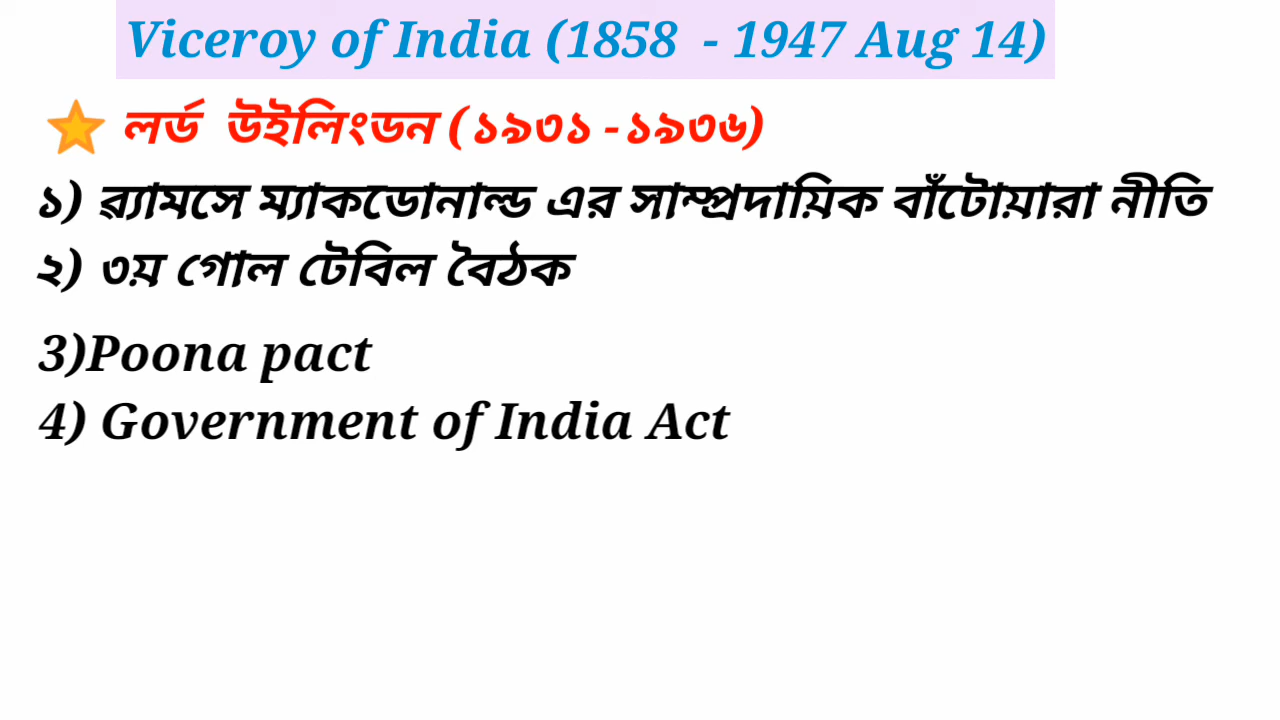 Viceroy of India (1858 - 1947 Aug 14)
লর্ড উইলিংডন (১৯৩১ - ১৯৩৬)
১) ৱ্যামসে ম্যাকডোনাল্ড এর সাম্প্রদায়িক বাঁটোয়ারা নীতি
২) ৩য় গোল টেবিল বৈঠক
3)Poona pact
4) Government of India Act